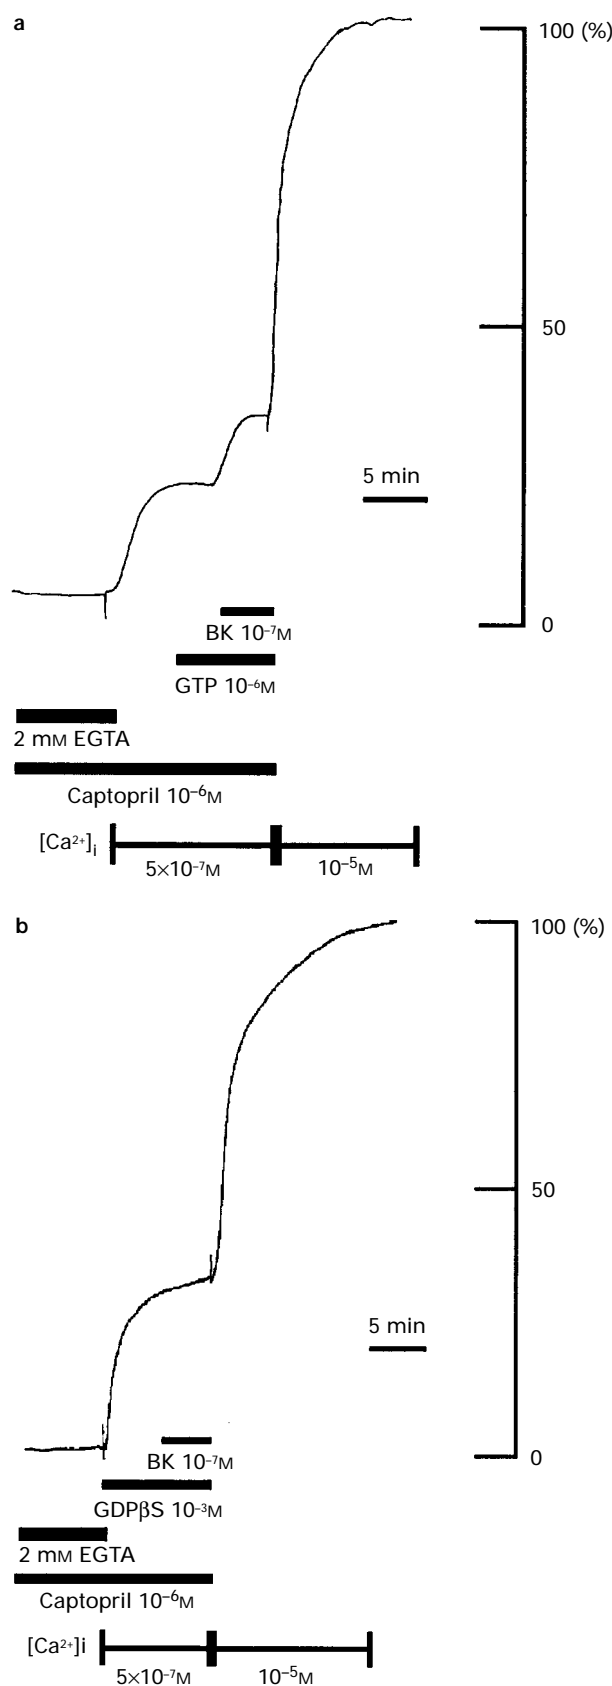 a
100 (%)
50
5 min
0
BK 10⁻⁷M
GTP 10⁻⁶M
2 mM EGTA
Captopril 10⁻⁶M
[Ca²⁺]i
5×10⁻⁷M
10⁻⁵M
b
100 (%)
50
5 min
0
BK 10⁻⁷M
GDPβS 10⁻³M
2 mM EGTA
Captopril 10⁻⁶M
[Ca²⁺]i
5×10⁻⁷M
10⁻⁵M